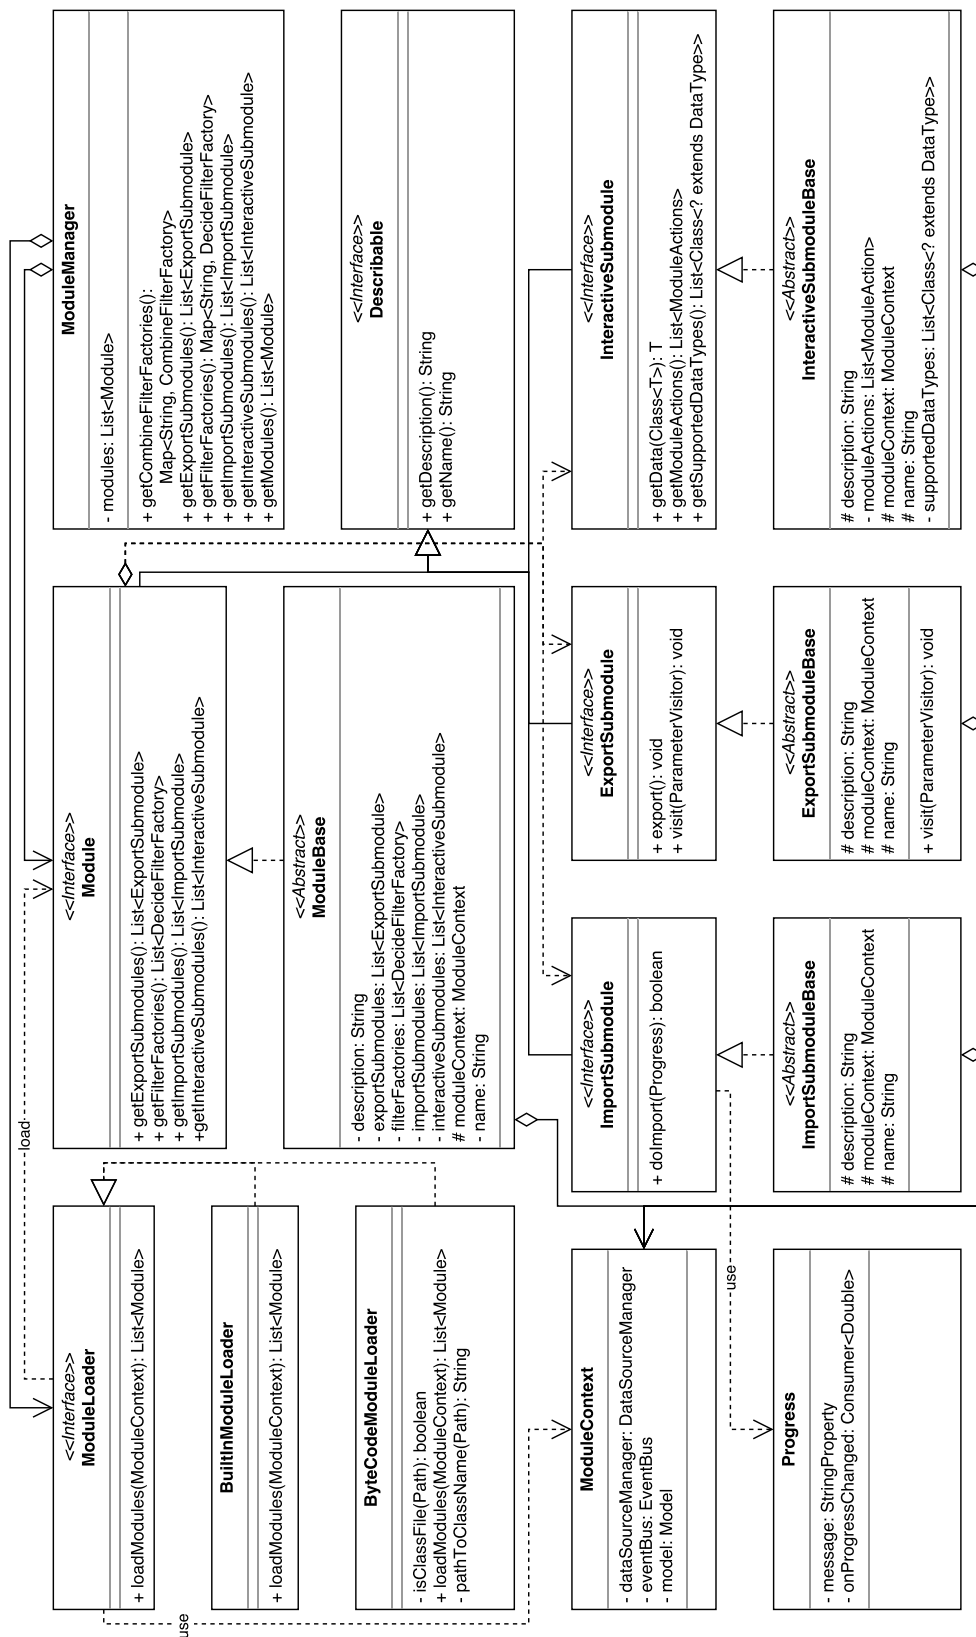 <<Interface>>
ModuleLoader
+ loadModules(ModuleContext): List<Module>
BuiltInModuleLoader
+ loadModules(ModuleContext): List<Module>
ByteCodeModuleLoader
- isClassFile(Path): boolean
+ loadModules(ModuleContext): List<Module>
- pathToClassName(Path): String
use
load
ModuleContext
- dataSourceManager: DataSourceManager
- eventBus: EventBus
- model: Model
Progress
- message: StringProperty
- onProgressChanged: Consumer<Double>
use
<<Interface>>
Module
+ getExportSubmodules(): List<ExportSubmodule>
+ getFilterFactories(): List<DecideFilterFactory>
+ getImportSubmodules(): List<ImportSubmodule>
+getInteractiveSubmodules(): List<InteractiveSubmodule>
<<Abstract>>
ModuleBase
- description: String
- exportSubmodules: List<ExportSubmodule>
- filterFactories: List<DecideFilterFactory>
- importSubmodules: List<ImportSubmodule>
- interactiveSubmodules: List<InteractiveSubmodule>
# moduleContext: ModuleContext
- name: String
<<Interface>>
ImportSubmodule
+ doImport(Progress): boolean
<<Abstract>>
ImportSubmoduleBase
# description: String
# moduleContext: ModuleContext
# name: String
<<Interface>>
ExportSubmodule
+ export(): void
+ visit(ParameterVisitor): void
<<Abstract>>
ExportSubmoduleBase
# description: String
# moduleContext: ModuleContext
# name: String
+ visit(ParameterVisitor): void
ModuleManager
- modules: List<Module>
+ getCombineFilterFactories():
Map<String, CombineFilterFactory>
+ getExportSubmodules(): List<ExportSubmodule>
+ getFilterFactories(): Map<String, DecideFilterFactory>
+ getImportSubmodules(): List<ImportSubmodule>
+ getInteractiveSubmodules(): List<InteractiveSubmodule>
+ getModules(): List<Module>
<<Interface>>
Describable
+ getDescription(): String
+ getName(): String
<<Interface>>
InteractiveSubmodule
+ getData(Class<T>): T
+ getModuleActions(): List<ModuleActions>
+ getSupportedDataTypes(): List<Class<? extends DataType>>
<<Abstract>>
InteractiveSubmoduleBase
# description: String
- moduleActions: List<ModuleAction>
# moduleContext: ModuleContext
# name: String
- supportedDataTypes: List<Class<? extends DataType>>